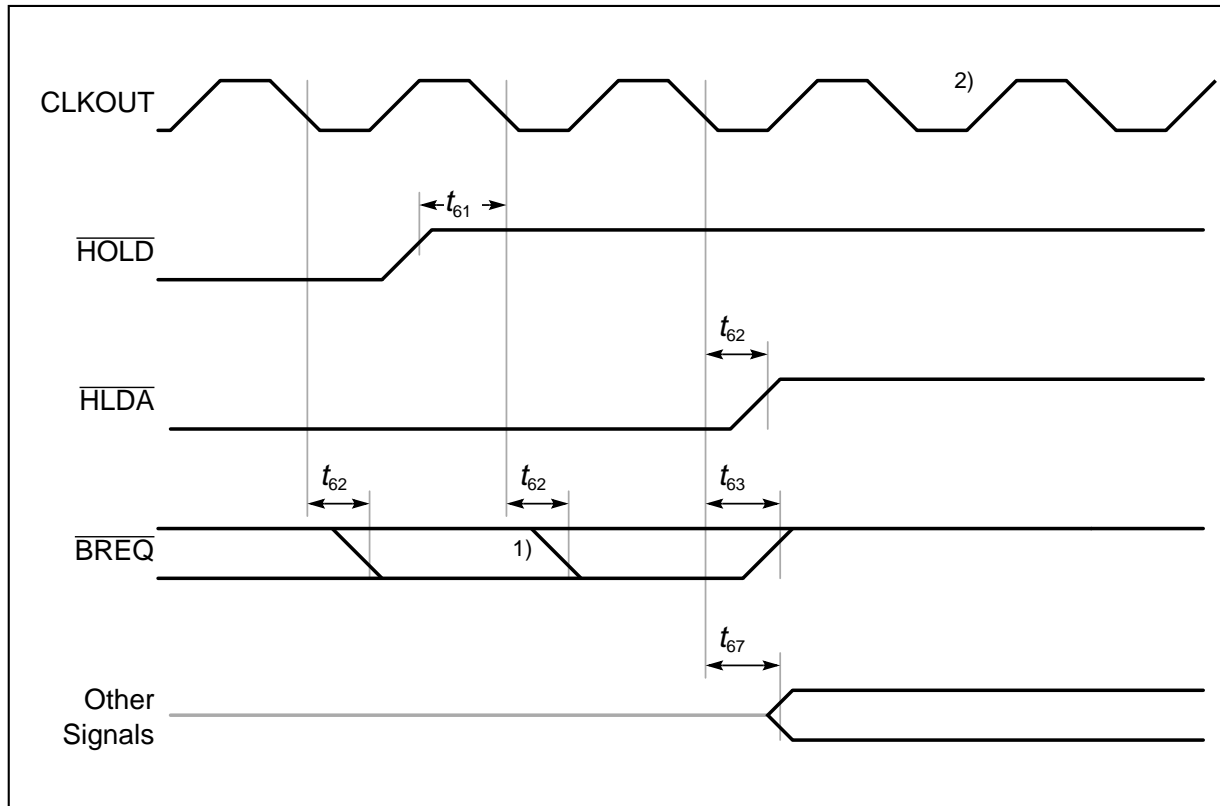 CLKOUT
2)
t61
HOLD
t62
HLDA
t62
t62
t63
BREQ
1)
t67
Other
Signals